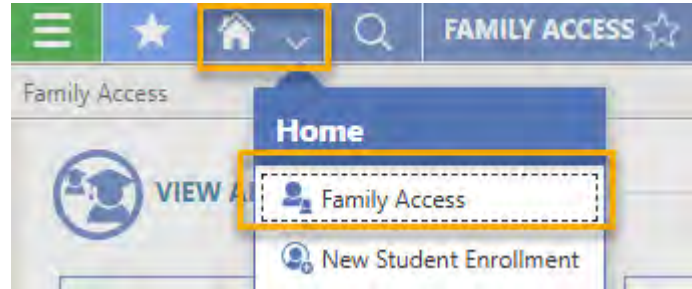 FAMILY ACCESS
Family Access
Home
VIEW
Family Access
New Student Enrollment